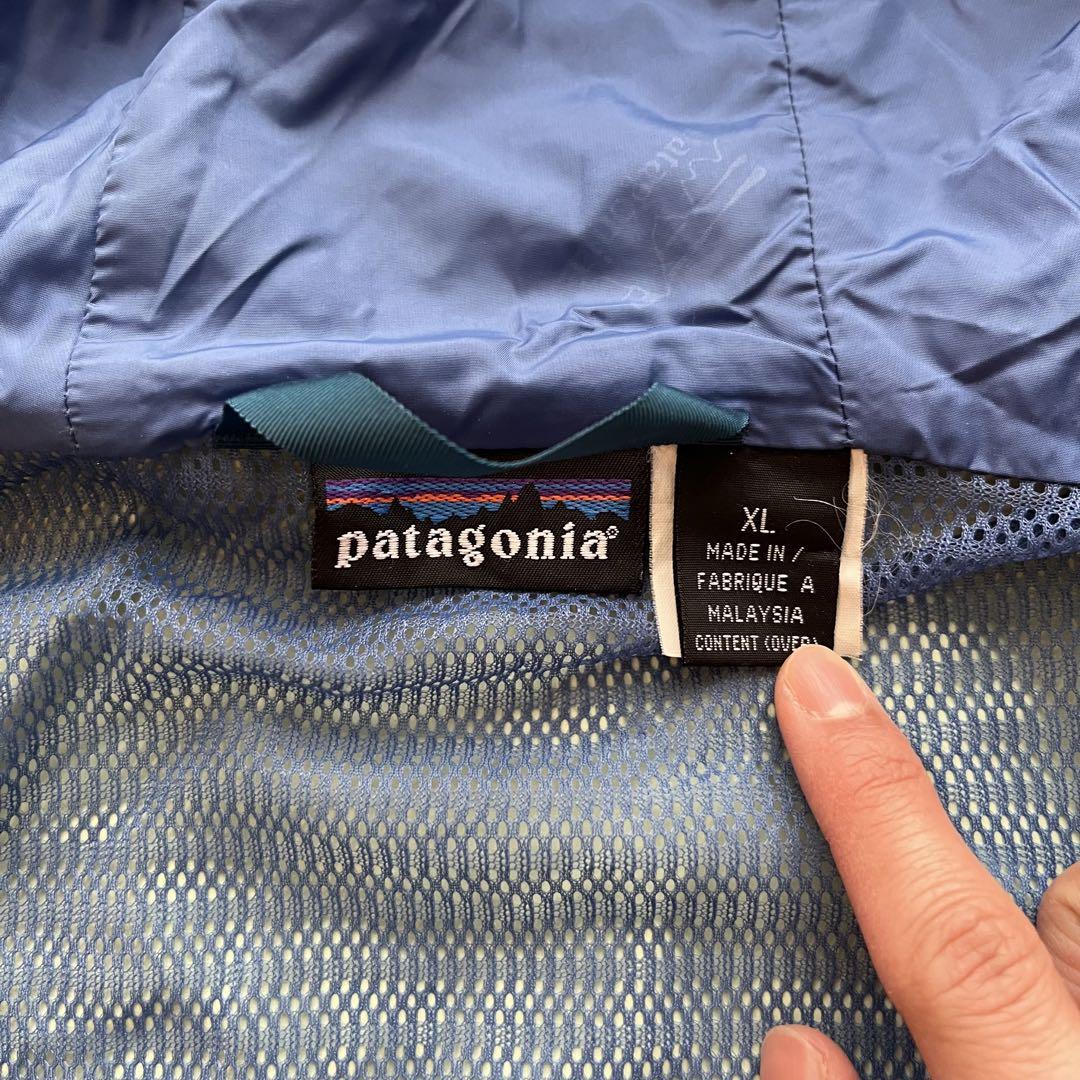 patagonia®
XL
MADE IN /
FABRIQUE A
MALAYSIA
CONTENT (OVER)